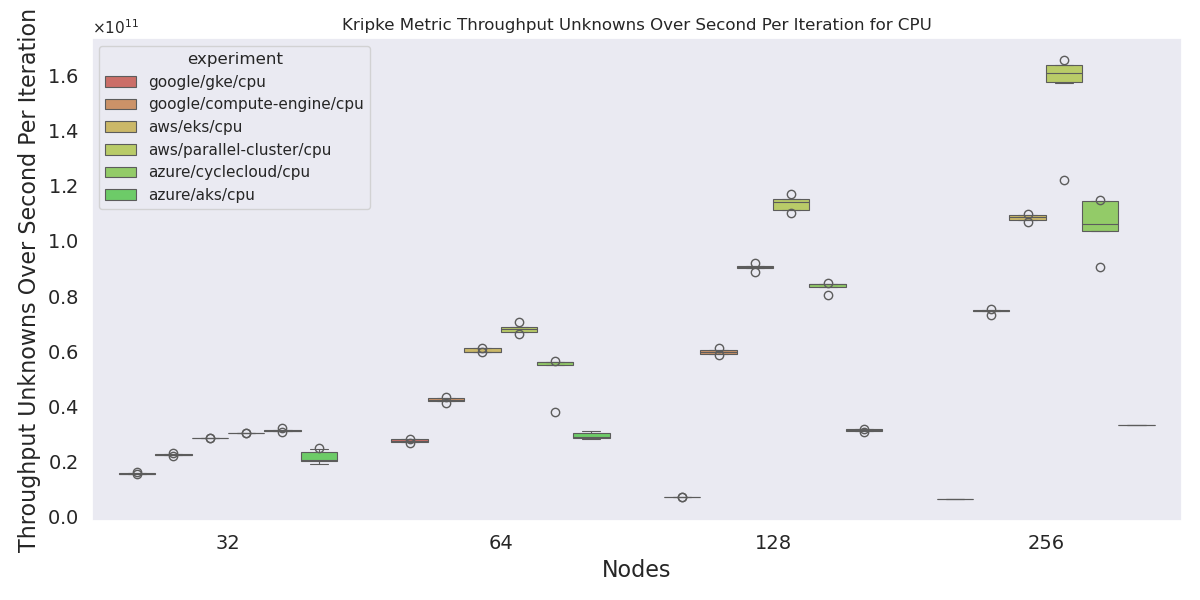 Kripke Metric Throughput Unknowns Over Second Per Iteration for CPU
×10¹¹
Throughput Unknowns Over Second Per Iteration
1.6
1.4
1.2
1.0
0.8
0.6
0.4
0.2
0.0
experiment
google/gke/cpu
google/compute-engine/cpu
aws/eks/cpu
aws/parallel-cluster/cpu
azure/cyclecloud/cpu
azure/aks/cpu
32 64 128 256
Nodes